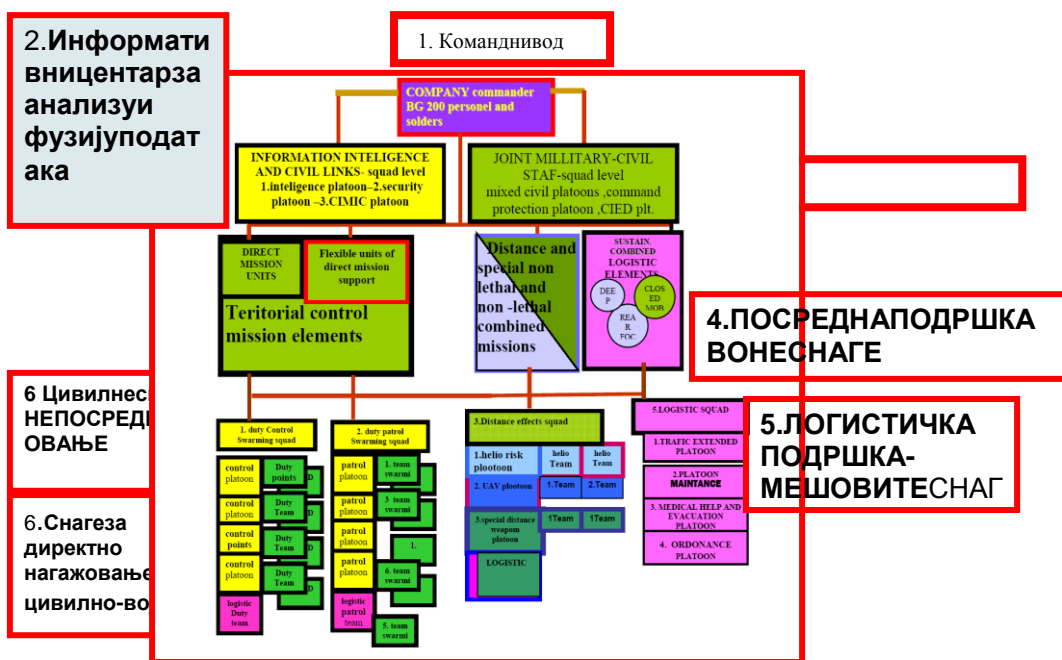 1. Команднивод
2.Информати
вницентарза
анализуи
фузијуподат
ака
COMPANY commander
BG 200 personel and
solders
INFORMATION INTELIGENCE
AND CIVIL LINKS- squad level
1.inteligence platoon–2.security
platoon –3.CIMIC platoon
JOINT MILLITARY-CIVIL
STAF-squad level
mixed civil platoons ,command
protection platoon ,CIED plt.
DIRECT
MISSION
UNITS
Flexible units of
direct mission
support
Teritorial control
mission elements
Distance and
special non
lethal and
non -lethal
combined
missions
SUSTAIN.
COMBINED
LOGISTIC
ELEMENTS
DEE
P
CLOS
ED
MOB
REA
R
FOC
4.ПОСРЕДНАПОДРШКА
ВОНЕСНАГЕ
5.ЛОГИСТИЧКА
ПОДРШКА-
МЕШОВИТЕСНАГ
6 Цивилнес
НЕПОСРЕД
ОВАЊЕ
6.Снагеза
директно
нагажовање
цивилно-во
1. duty Control
Swarming squad
control
platoon
control
platoon
control
points
control
platoon
logistic
Duty
team
Duty
points
Duty
Team
Duty
Team
Duty
Team
D
D
D
D
2. duty patrol
Swarming squad
patrol
platoon
patrol
platoon
patrol
platoon
patrol
platoon
logistic
patrol
team
1. team
swarmi
3 team
swarmi
1.
6. team
swarmi
5. team
swarmi
3.Distance effects squad
1.helio risk
plootoon
helio
Team
helio
Team
2. UAV plootoon
1.Team
2.Team
3.special distance
weapom
platoon
1Team
1Team
LOGISTIC
5.LOGISTIC SQUAD
1.TRAFIC EXTENDED
PLATOON
2.PLATOON
MAINTANCE
3. MEDICAL HELP AND
EVACUATION
PLATOON
4. ORDONANCE
PLATOON